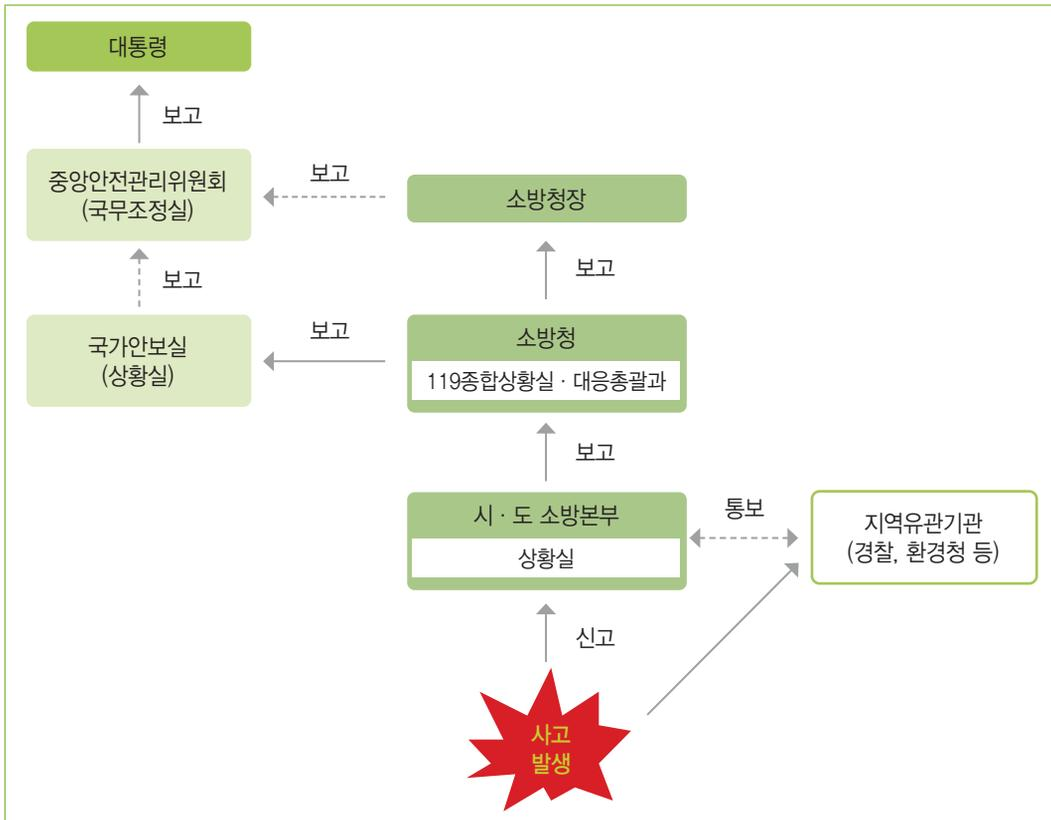 대통령
보고
중앙안전관리위원회
(국무조정실)
보고
소방청장
보고
보고
국가안보실
(상황실)
보고
소방청
119종합상황실 · 대응총괄과
보고
시 · 도 소방본부
상황실
통보
지역유관기관
(경찰, 환경청 등)
신고
사고
발생